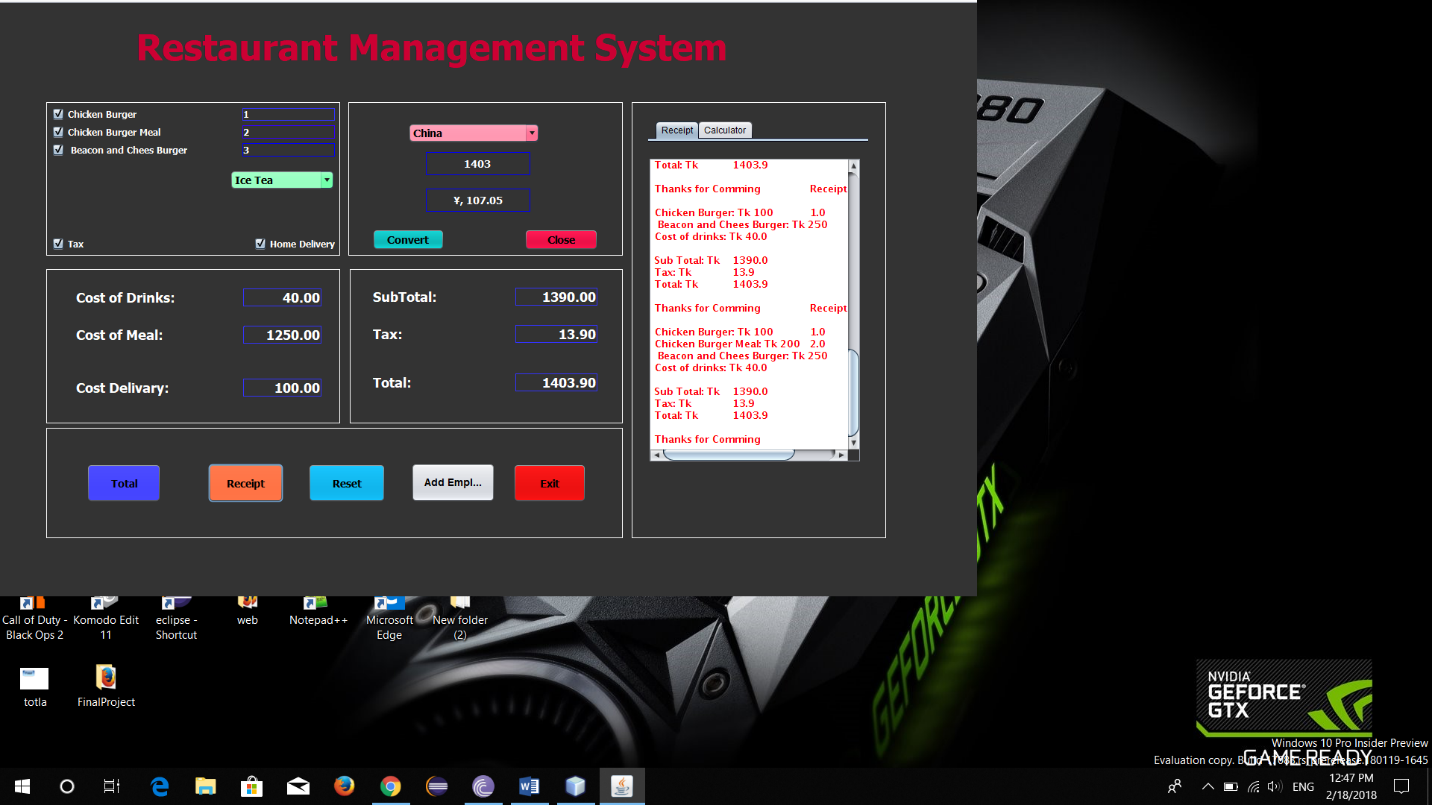 Restaurant Management System
Chicken Burger 1
Chicken Burger Meal 2
Beacon and Chees Burger 3
Ice Tea
Tax Home Delivery
China
1403
¥, 107.05
Convert Close
Cost of Drinks: 40.00
Cost of Meal: 1250.00
Cost Delivary: 100.00
SubTotal: 1390.00
Tax: 13.90
Total: 1403.90
Total Receipt Reset Add Empl... Exit
Receipt Calculator
Total: Tk 1403.9
Thanks for Comming Receipt
Chicken Burger: Tk 100 1.0
Beacon and Chees Burger: Tk 250
Cost of drinks: Tk 40.0
Sub Total: Tk 1390.0
Tax: Tk 13.9
Total: Tk 1403.9
Thanks for Comming Receipt
Chicken Burger: Tk 100 1.0
Chicken Burger Meal: Tk 200 2.0
Beacon and Chees Burger: Tk 250
Cost of drinks: Tk 40.0
Sub Total: Tk 1390.0
Tax: Tk 13.9
Total: Tk 1403.9
Thanks for Comming
80
GEFORCE GTX
Call of Duty - Black Ops 2
Komodo Edit 11
eclipse - Shortcut
web
Notepad++
Microsoft Edge
New folder (2)
totla
FinalProject
NVIDIA
GEFORCE
GTX
GAME READY
Windows 10 Pro Insider Preview
Evaluation copy.
ENG
12:47 PM
2/18/2018